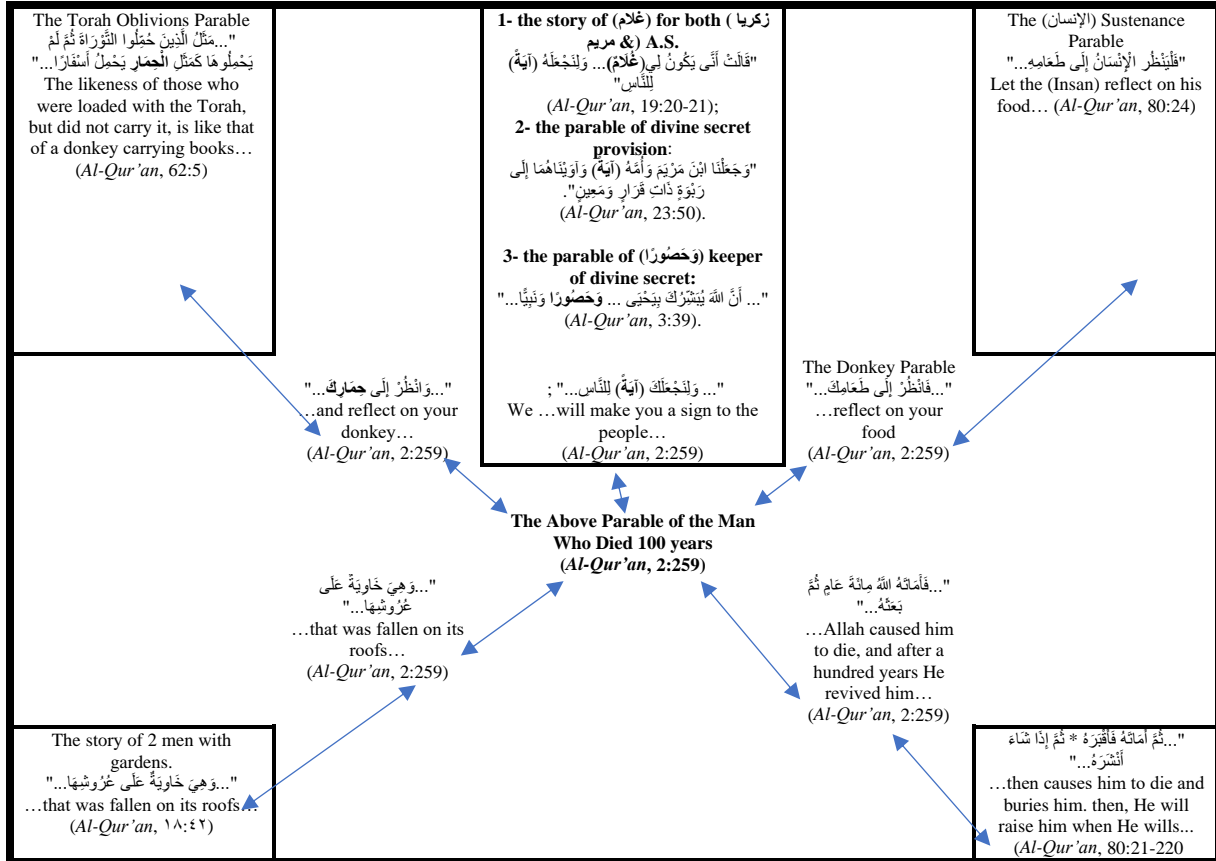 The Torah Oblivions Parable
"...مَثَلُ الَّذِينَ حُمِّلُوا التَّوْرَاةَ ثُمَّ لَمْ
يَحْمِلُوهَا كَمَثَلِ الْحِمَارِ يَحْمِلُ أَسْفَارًا..."
The likeness of those who
were loaded with the Torah,
but did not carry it, is like that
of a donkey carrying books…
(Al-Qur’an, 62:5)
1- the story of (غلام) for both ( زكريا
& مريم) A.S.
"قَالَتْ أَنَّى يَكُونُ لِي(غُلَامٌ)... وَلِنَجْعَلَهُ (آيَةً)
لِلنَّاسِ"
(Al-Qur’an, 19:20-21);
2- the parable of divine secret
provision:
"وَجَعَلْنَا ابْنَ مَرْيَمَ وَأُمَّهُ (آيَةً) وَآوَيْنَاهُمَا إِلَى
رَبْوَةٍ ذَاتِ قَرَارٍ وَمَعِينٍ".
(Al-Qur’an, 23:50).
3- the parable of (وَحَصُورًا) keeper
of divine secret:
"... أَنَّ اللَّهَ يُبَشِّرُكَ بِيَحْيَى ... وَحَصُورًا وَنَبِيًّا..."
(Al-Qur’an, 3:39).
"... وَلِنَجْعَلَكَ (آيَةً) لِلنَّاسِ..." ;
We …will make you a sign to the
people…
(Al-Qur’an, 2:259)
The (الإنسان) Sustenance
Parable
"فَلْيَنْظُرِ الْإِنْسَانُ إِلَى طَعَامِهِ..."
Let the (Insan) reflect on his
food… (Al-Qur’an, 80:24)
"...وَانْظُرْ إِلَى حِمَارِكَ..."
…and reflect on your
donkey…
(Al-Qur’an, 2:259)
The Donkey Parable
"...فَانْظُرْ إِلَى طَعَامِكَ..."
…reflect on your
food
(Al-Qur’an, 2:259)
The Above Parable of the Man
Who Died 100 years
(Al-Qur’an, 2:259)
"...وَهِيَ خَاوِيَةٌ عَلَى
عُرُوشِهَا..."
…that was fallen on its
roofs…
(Al-Qur’an, 2:259)
"...فَأَمَاتَهُ اللَّهُ مِائَةَ عَامٍ ثُمَّ
بَعَثَهُ..."
…Allah caused him
to die, and after a
hundred years He
revived him…
(Al-Qur’an, 2:259)
The story of 2 men with
gardens.
"...وَهِيَ خَاوِيَةٌ عَلَى عُرُوشِهَا..."
…that was fallen on its roofs…
(Al-Qur’an, ١٨:٤٢)
"...ثُمَّ أَمَاتَهُ فَأَقْبَرَهُ * ثُمَّ إِذَا شَاءَ
أَنْشَرَهُ..."
…then causes him to die and
buries him. then, He will
raise him when He wills...
(Al-Qur’an, 80:21-220